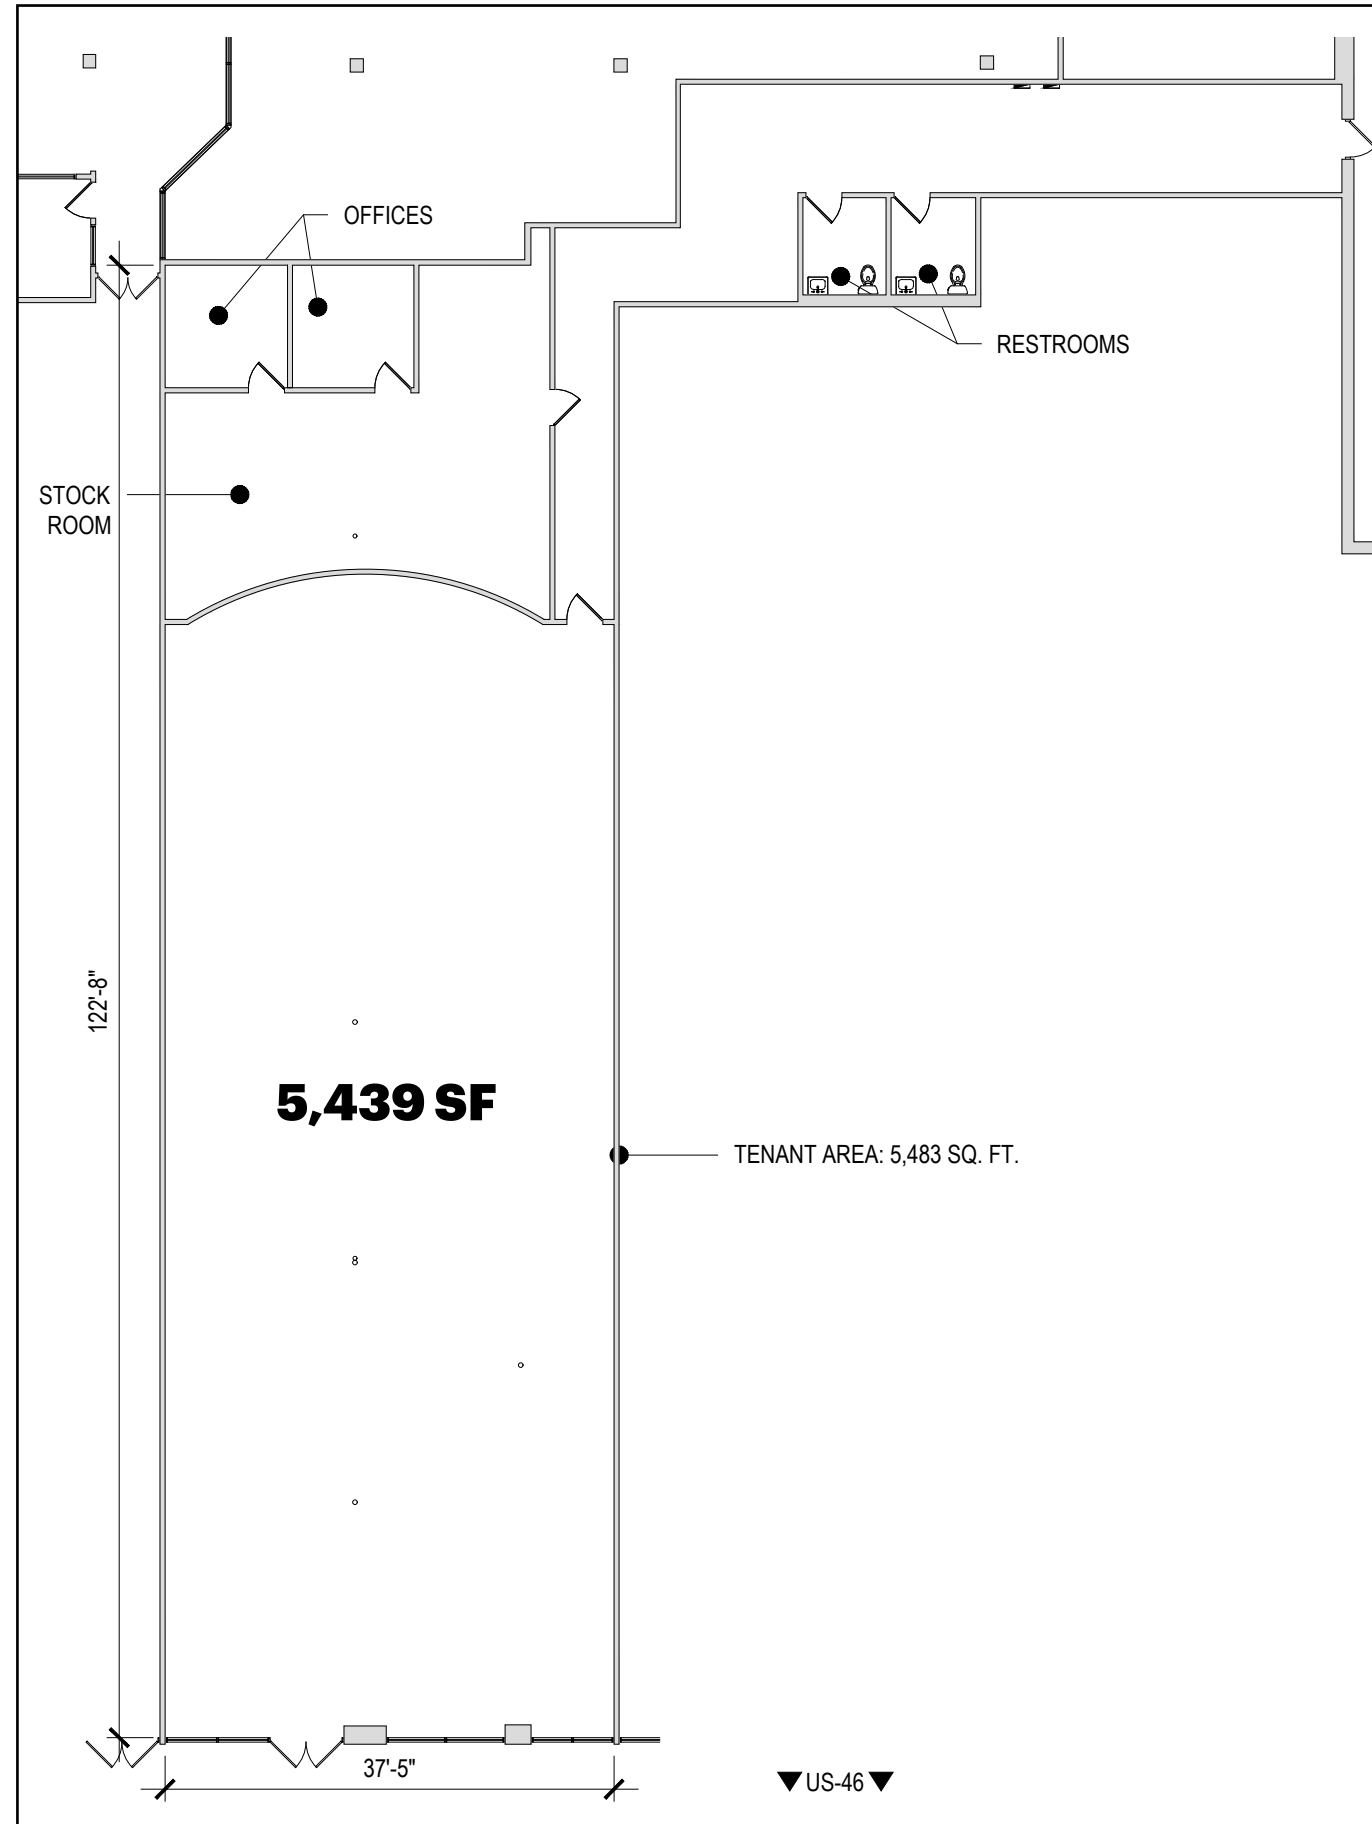 OFFICES
RESTROOMS
STOCK
ROOM
122'-8"
5,439 SF
TENANT AREA: 5,483 SQ. FT.
37'-5"
▼US-46▼